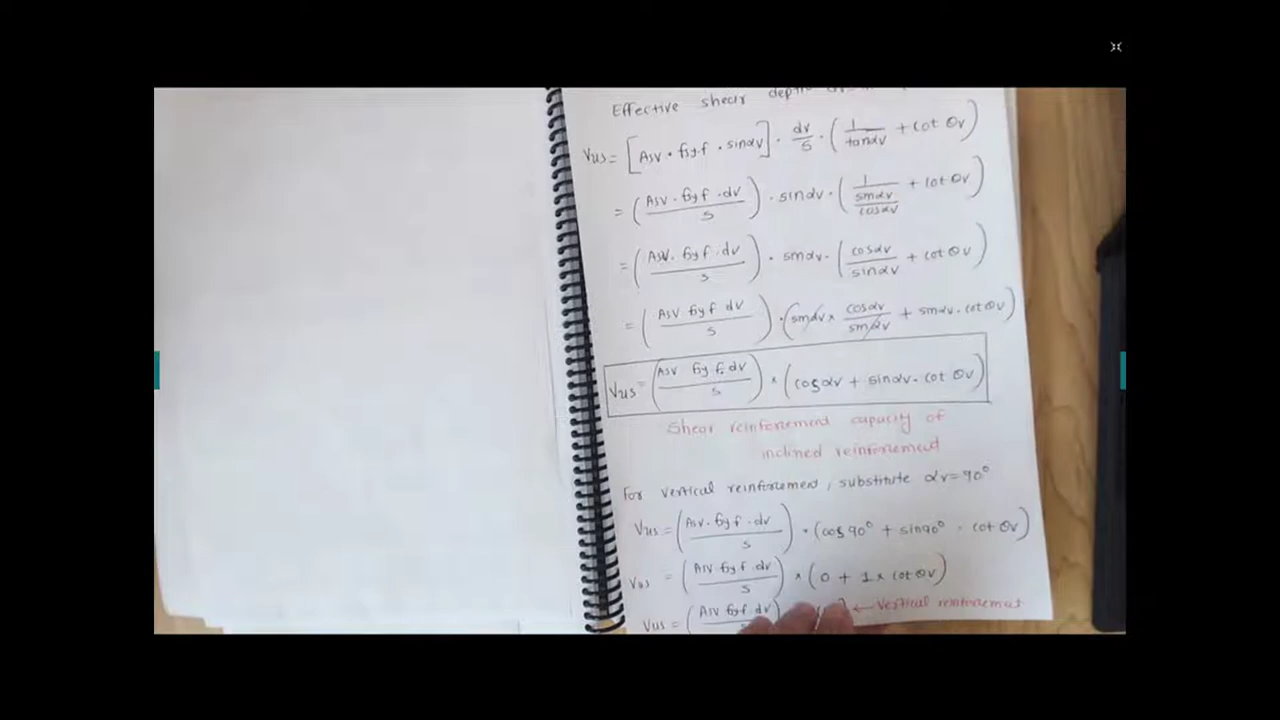 Effective shear depth
Vus = [Asv · fsy.f · sinαv] · dv/s · (1/tanαv + cot θv)
= (Asv · fsy.f · dv / s) · sinαv · (1/(sinαv/cosαv) + cot θv)
= (Asv · fsy.f · dv / s) · sinαv · (cosαv/sinαv + cot θv)
= (Asv fsy.f dv / s) · (sinαv × cosαv/sinαv + sinαv · cot θv)
Vus = (Asv fsy.f. dv / s) × (cosαv + sinαv · cot θv)
Shear reinforcement capacity of
inclined reinforcement
For vertical reinforcement, substitute αv = 90°
Vus = (Asv · fsy.f · dv / s) · (cos 90° + sin 90° · cot θv)
Vus = (Asv · fsy.f · dv / s) × (0 + 1 × cot θv)
Vus = (Asv fsy.f dv ← Vertical reinforcement